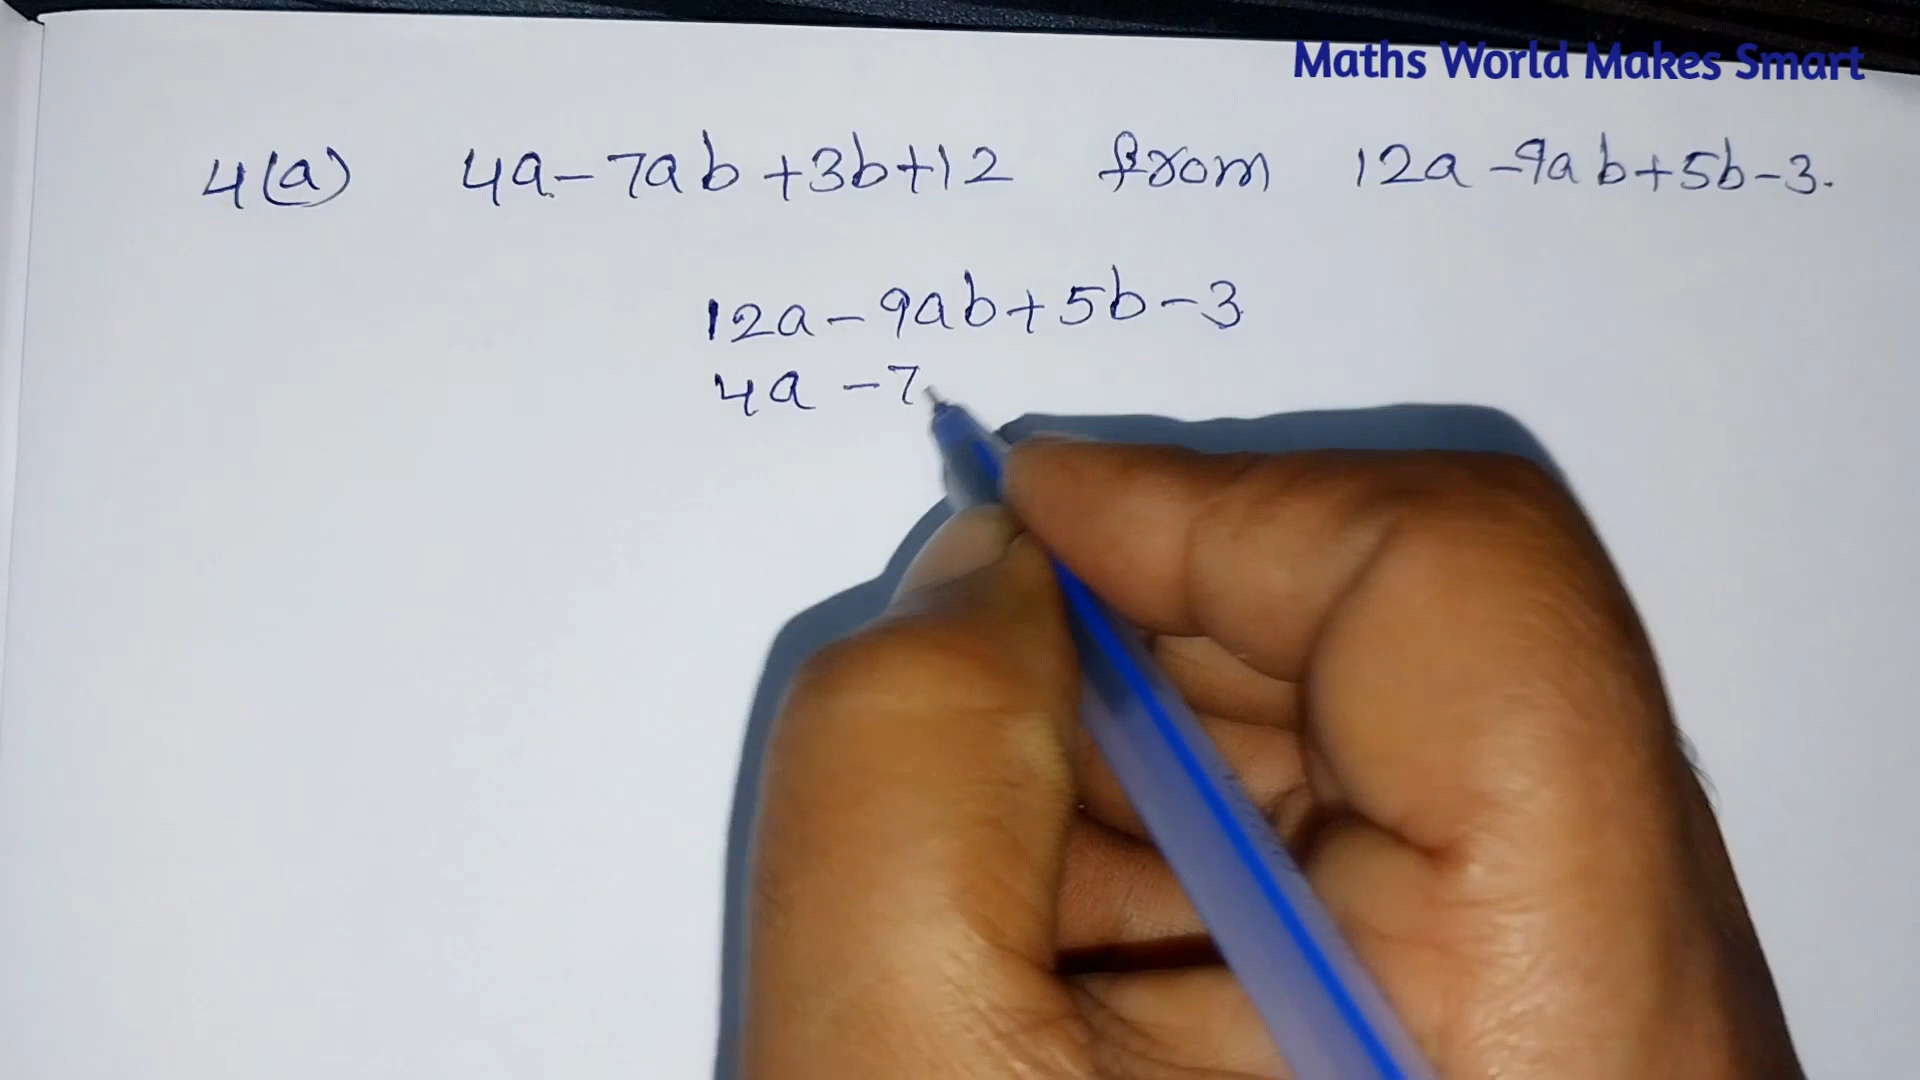 Maths World Makes Smart
4(a) 4a-7ab+3b+12 from 12a-9ab+5b-3.
12a-9ab+5b-3
4a-7